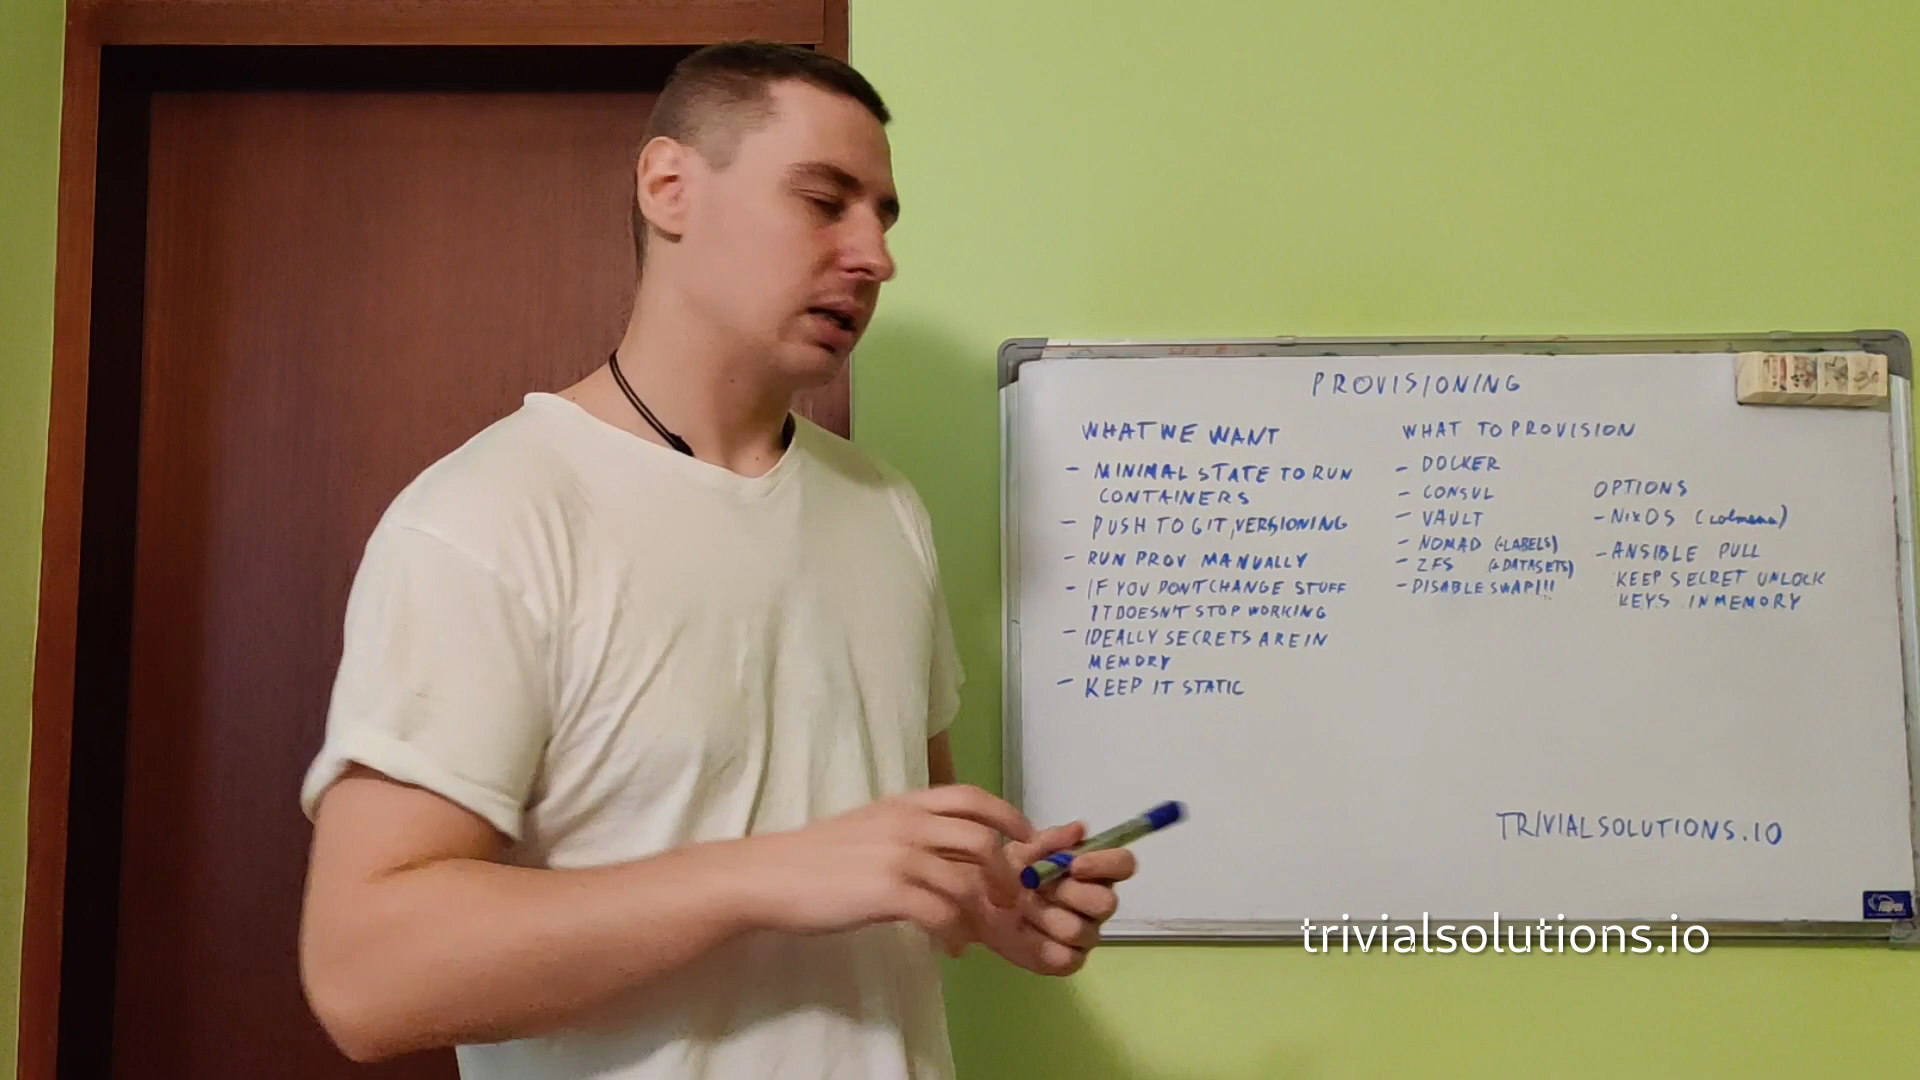 PROVISIONING
WHAT WE WANT
- MINIMAL STATE TO RUN
CONTAINERS
- PUSH TO GIT, VERSIONING
- RUN PROV MANUALLY
- IF YOU DONT CHANGE STUFF
IT DOESN'T STOP WORKING
- IDEALLY SECRETS ARE IN
MEMORY
- KEEP IT STATIC
WHAT TO PROVISION
- DOCKER
- CONSUL
- VAULT
- NOMAD (+LABELS)
- ZFS (+DATASETS)
- DISABLE SWAP!!!
OPTIONS
- NIXOS (colmena)
- ANSIBLE PULL
KEEP SECRET UNLOCK
KEYS IN MEMORY
TRIVIALSOLUTIONS.IO
trivialsolutions.io